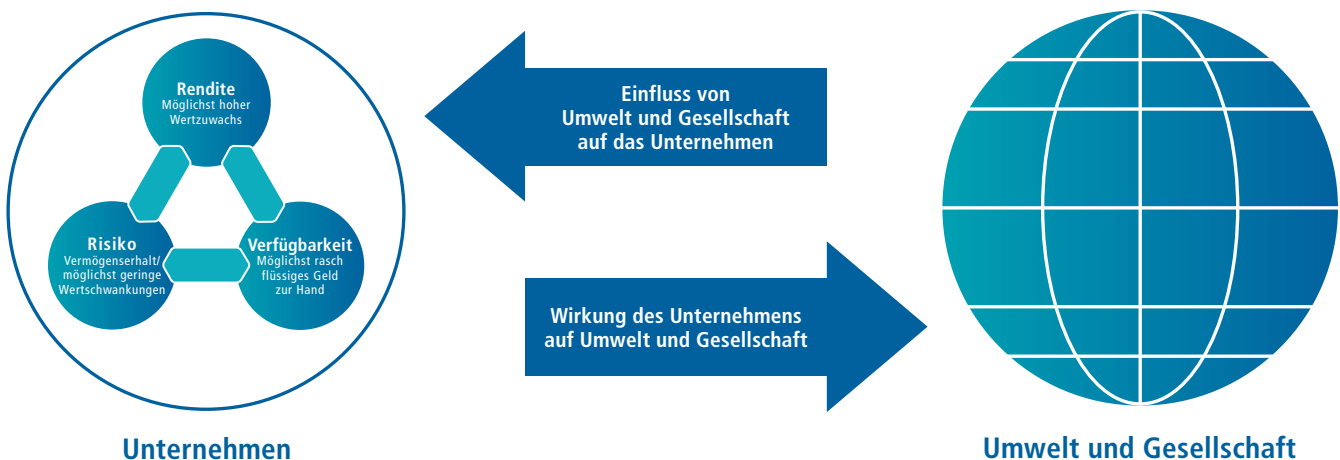 Rendite
Möglichst hoher
Wertzuwachs
Risiko
Vermögenserhalt/
möglichst geringe
Wertschwankungen
Verfügbarkeit
Möglichst rasch
flüssiges Geld
zur Hand
Unternehmen
Einfluss von
Umwelt und Gesellschaft
auf das Unternehmen
Wirkung des Unternehmens
auf Umwelt und Gesellschaft
Umwelt und Gesellschaft